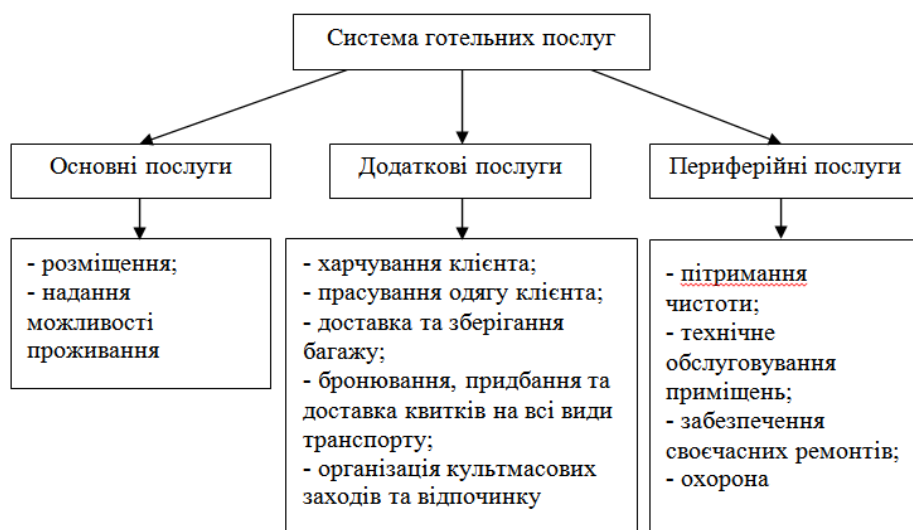 Система готельних послуг
Основні послуги
Додаткові послуги
Периферійні послуги
- розміщення;
- надання
можливості
проживання
- харчування клієнта;
- прасування одягу клієнта;
- доставка та зберігання
багажу;
- бронювання, придбання та
доставка квитків на всі види
транспорту;
- організація культмасових
заходів та відпочинку
- пітримання
чистоти;
- технічне
обслуговування
приміщень;
- забезпечення
своєчасних ремонтів;
- охорона